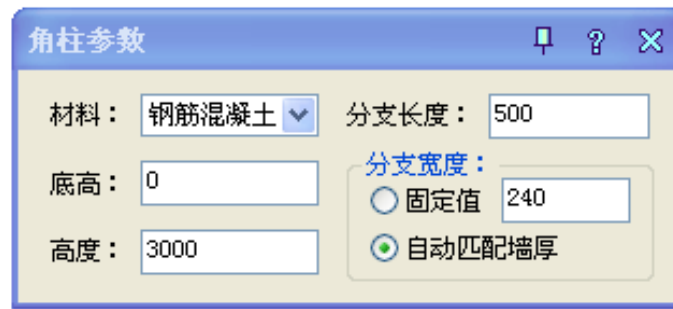 角柱参数
材料： 钢筋混凝土 分支长度： 500
底高： 0 分支宽度：
固定值 240
高度： 3000 自动匹配墙厚